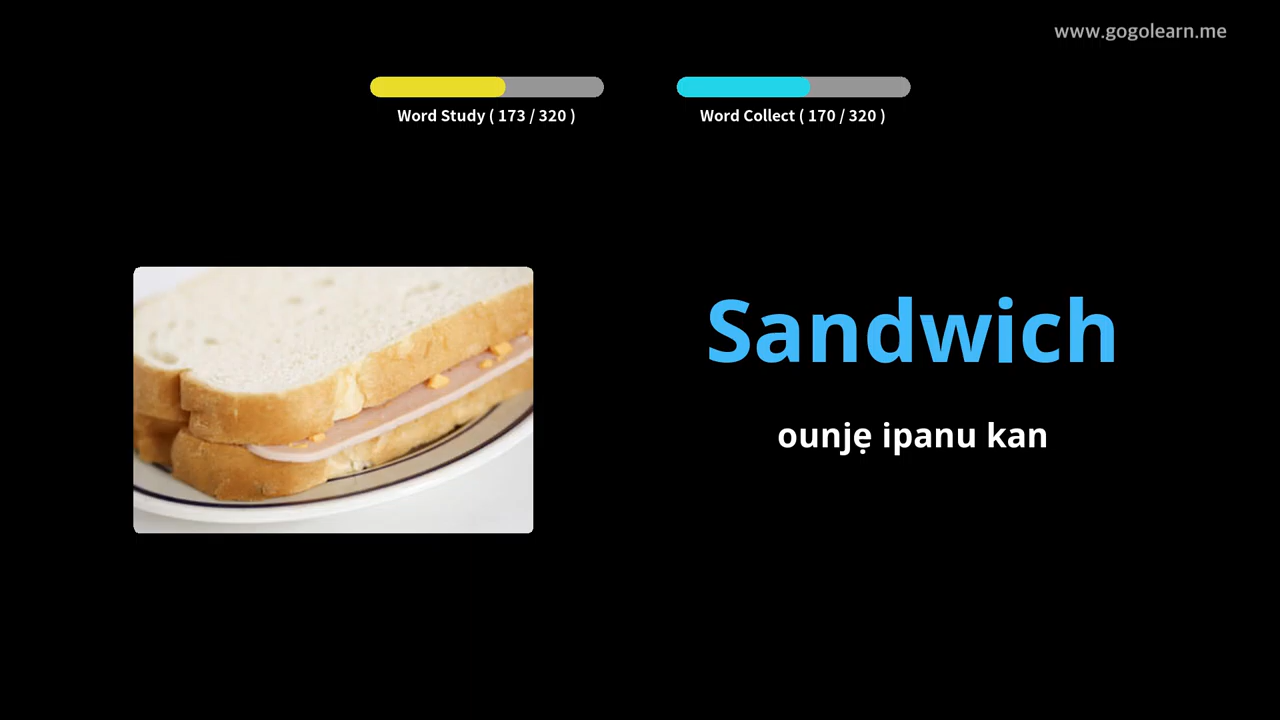 www.gogolearn.me
Word Study ( 173 / 320 )
Word Collect ( 170 / 320 )
Sandwich
ounjẹ ipanu kan